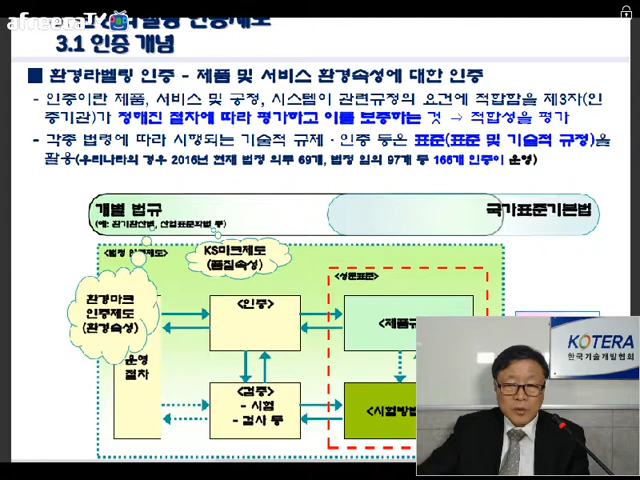 afreecaTV
3.1 인증 개념
환경라벨링 인증 - 제품 및 서비스 환경속성에 대한 인증
- 인증이란 제품, 서비스 및 공정, 시스템이 관련규정의 요건에 적합함을 제3자(인
증기관)가 정해진 절차에 따라 평가하고 이를 보증하는 것 → 적합성을 평가
- 각종 법령에 따라 시행되는 기술적 규제·인증 등은 표준(표준 및 기술적 규정)을
활용(우리나라의 경우 2016년 현재 법정 의무 69개, 법정 임의 97개 등 166개 인증이 운영)
개별 법규
국가표준기본법
(예: 환기환산법, 산업표준화법 등)
KS마크제도
(품질속성)
<성문표준>
환경마크
인증제도
(환경속성)
<인증>
<제품규
운영
절차
<검증>
- 시험
- 검사 등
<시험방법
KOTERA
한국기술개발협회